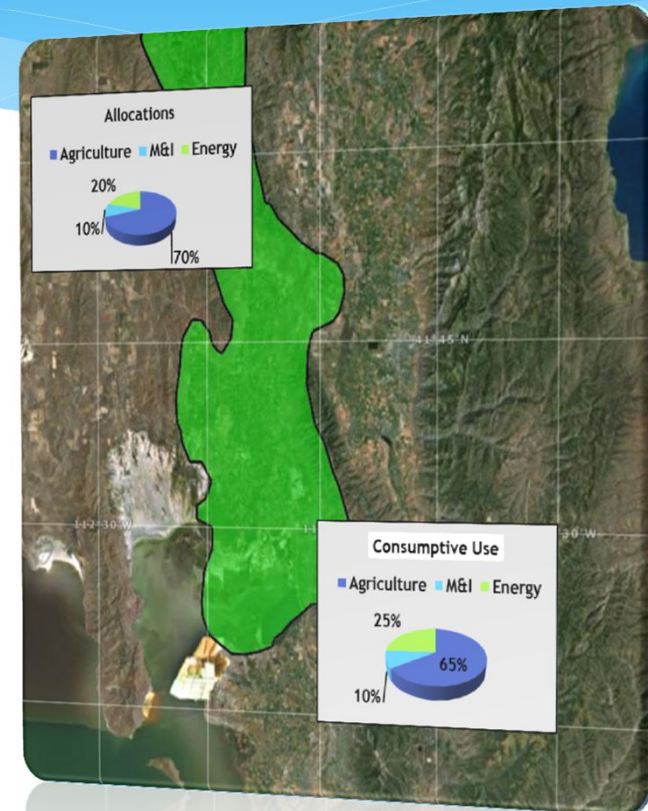 Allocations
Agriculture M&I Energy
20%
10%
70%
41°45' N
112°30' W
30 W
Consumptive Use
Agriculture M&I Energy
25%
65%
10%